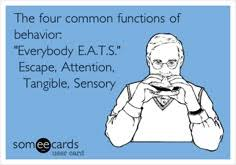 The four common functions of
behavior:
"Everybody E.A.T.S."
Escape, Attention,
Tangible, Sensory
someecards
user card